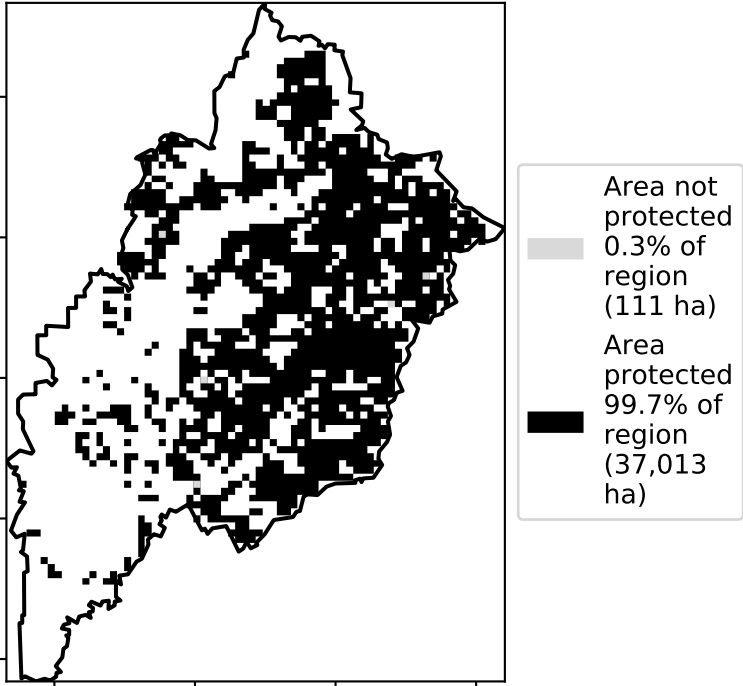 Area not
protected
0.3% of
region
(111 ha)
Area
protected
99.7% of
region
(37,013
ha)